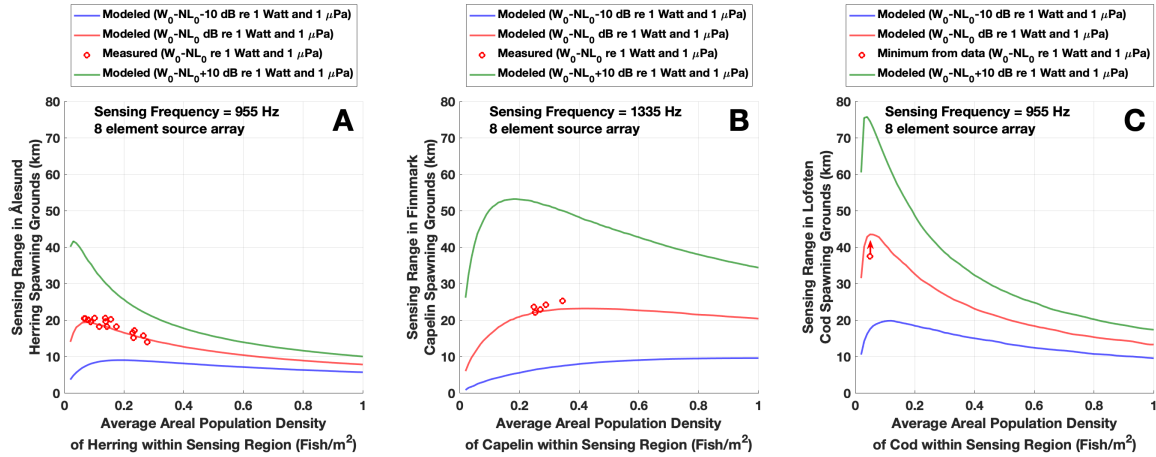 Modeled (W0-NL0-10 dB re 1 Watt and 1 μPa)
Modeled (W0-NL0 dB re 1 Watt and 1 μPa)
Measured (W0-NL0 re 1 Watt and 1 μPa)
Modeled (W0-NL0+10 dB re 1 Watt and 1 μPa)
Sensing Frequency = 955 Hz
8 element source array
A
Sensing Range in Ålesund
Herring Spawning Grounds (km)
80
70
60
50
40
30
20
10
0
0 0.2 0.4 0.6 0.8 1
Average Areal Population Density
of Herring within Sensing Region (Fish/m2)
Modeled (W0-NL0-10 dB re 1 Watt and 1 μPa)
Modeled (W0-NL0 dB re 1 Watt and 1 μPa)
Measured (W0-NL0 re 1 Watt and 1 μPa)
Modeled (W0-NL0+10 dB re 1 Watt and 1 μPa)
Sensing Frequency = 1335 Hz
8 element source array
B
Sensing Range in Finnmark
Capelin Spawning Grounds (km)
80
70
60
50
40
30
20
10
0
0 0.2 0.4 0.6 0.8 1
Average Areal Population Density
of Capelin within Sensing Region (Fish/m2)
Modeled (W0-NL0-10 dB re 1 Watt and 1 μPa)
Modeled (W0-NL0 dB re 1 Watt and 1 μPa)
Minimum from data (W0-NL0 re 1 Watt and 1 μPa)
Modeled (W0-NL0+10 dB re 1 Watt and 1 μPa)
Sensing Frequency = 955 Hz
8 element source array
C
Sensing Range in Lofoten
Cod Spawning Grounds (km)
80
70
60
50
40
30
20
10
0
0 0.2 0.4 0.6 0.8 1
Average Areal Population Density
of Cod within Sensing Region (Fish/m2)